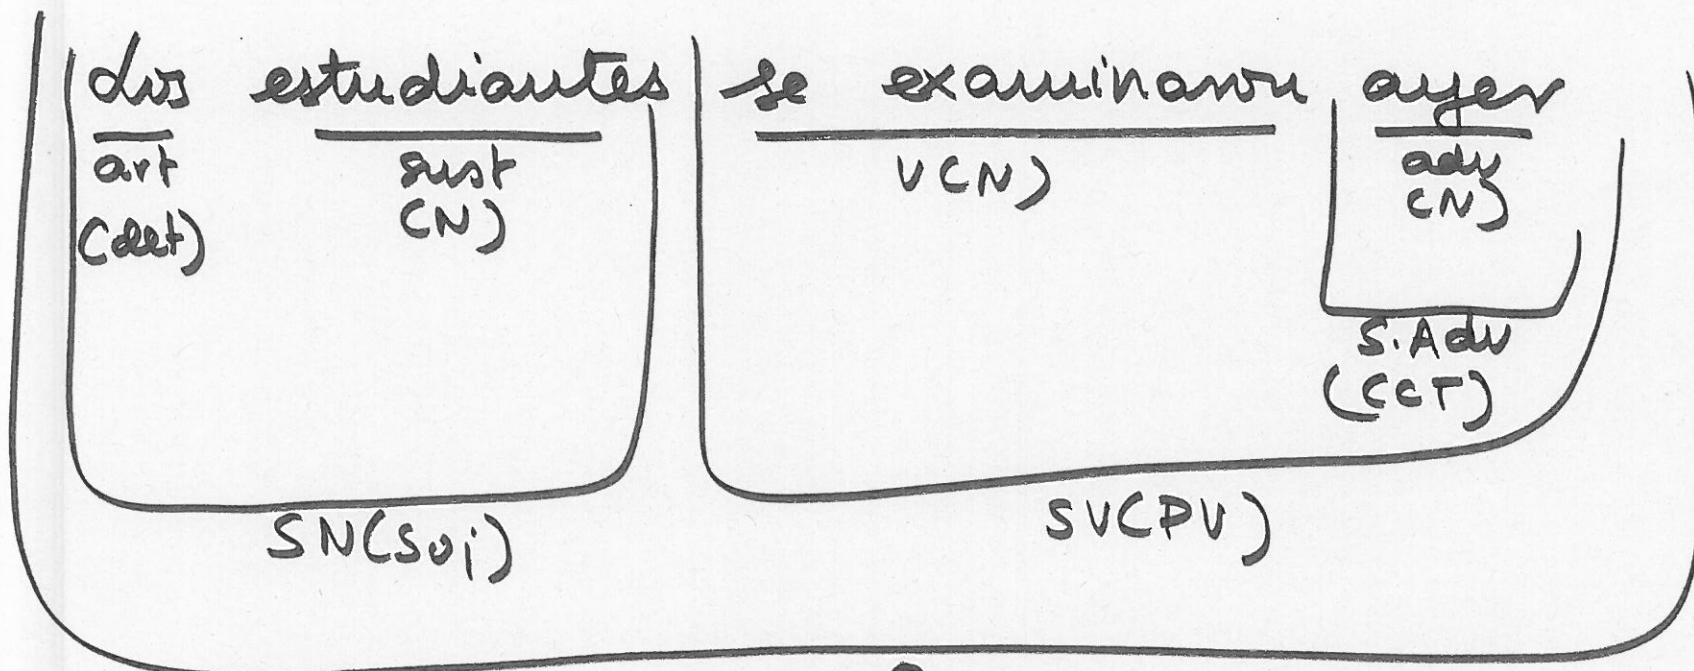 Los estudiantes se examinaron ayer
art sust V(N) adv
(det) (N) (N)
S.Adv
(CCT)
SN(Suj) SV(PV)